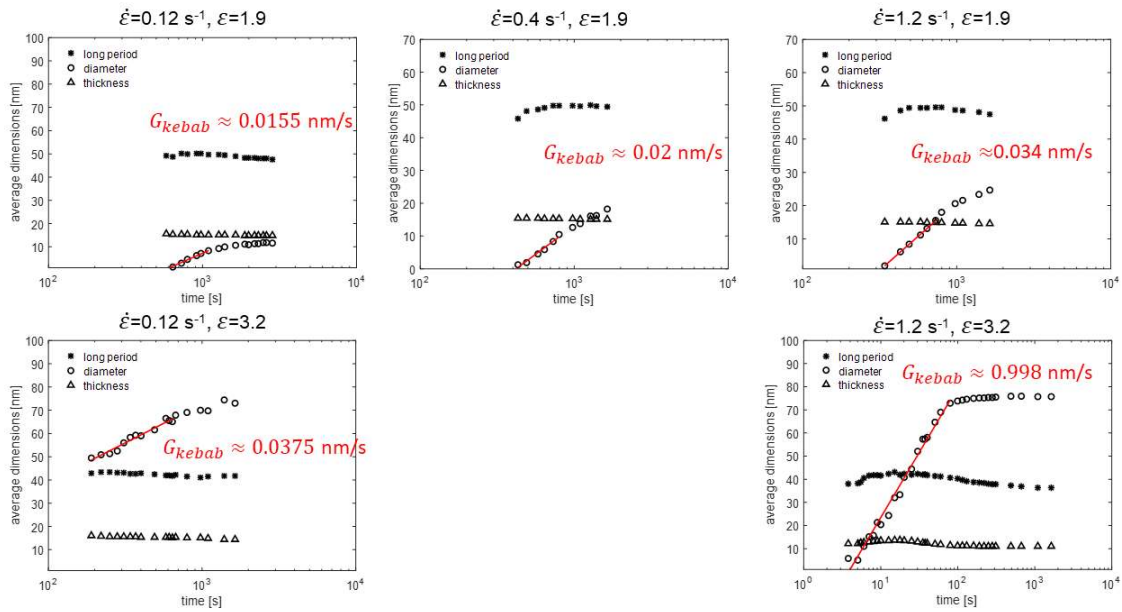 ε̇=0.12 s⁻¹, ε=1.9
average dimensions [nm]
100
90
80
70
60
50
40
30
20
10
long period
diameter
thickness
G_kebab ≈ 0.0155 nm/s
10² 10³ 10⁴
time [s]
ε̇=0.4 s⁻¹, ε=1.9
average dimensions [nm]
70
60
50
40
30
20
10
0
long period
diameter
thickness
G_kebab ≈ 0.02 nm/s
10² 10³ 10⁴
time [s]
ε̇=1.2 s⁻¹, ε=1.9
average dimensions [nm]
70
60
50
40
30
20
10
long period
diameter
thickness
G_kebab ≈0.034 nm/s
10² 10³ 10⁴
time [s]
ε̇=0.12 s⁻¹, ε=3.2
average dimensions [nm]
100
90
80
70
60
50
40
30
20
10
long period
diameter
thickness
G_kebab ≈ 0.0375 nm/s
10² 10³ 10⁴
time [s]
ε̇=1.2 s⁻¹, ε=3.2
average dimensions [nm]
100
90
80
70
60
50
40
30
20
10
long period
diameter
thickness
G_kebab ≈ 0.998 nm/s
10⁰ 10¹ 10² 10³ 10⁴
time [s]